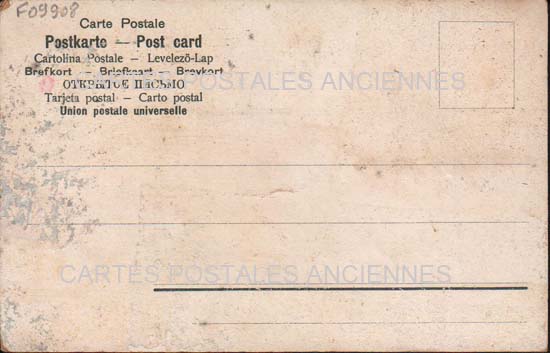 F09908
Carte Postale
Postkarte — Post card
Cartolina Postale — Levelező-Lap
Brefkort — Briefkaart — Brevkort
ОТКРЫТОЕ ПИСЬМО
CARTES POSTALES ANCIENNES
Tarjeta postal — Carto postal
Union postale universelle
CARTES POSTALES ANCIENNES